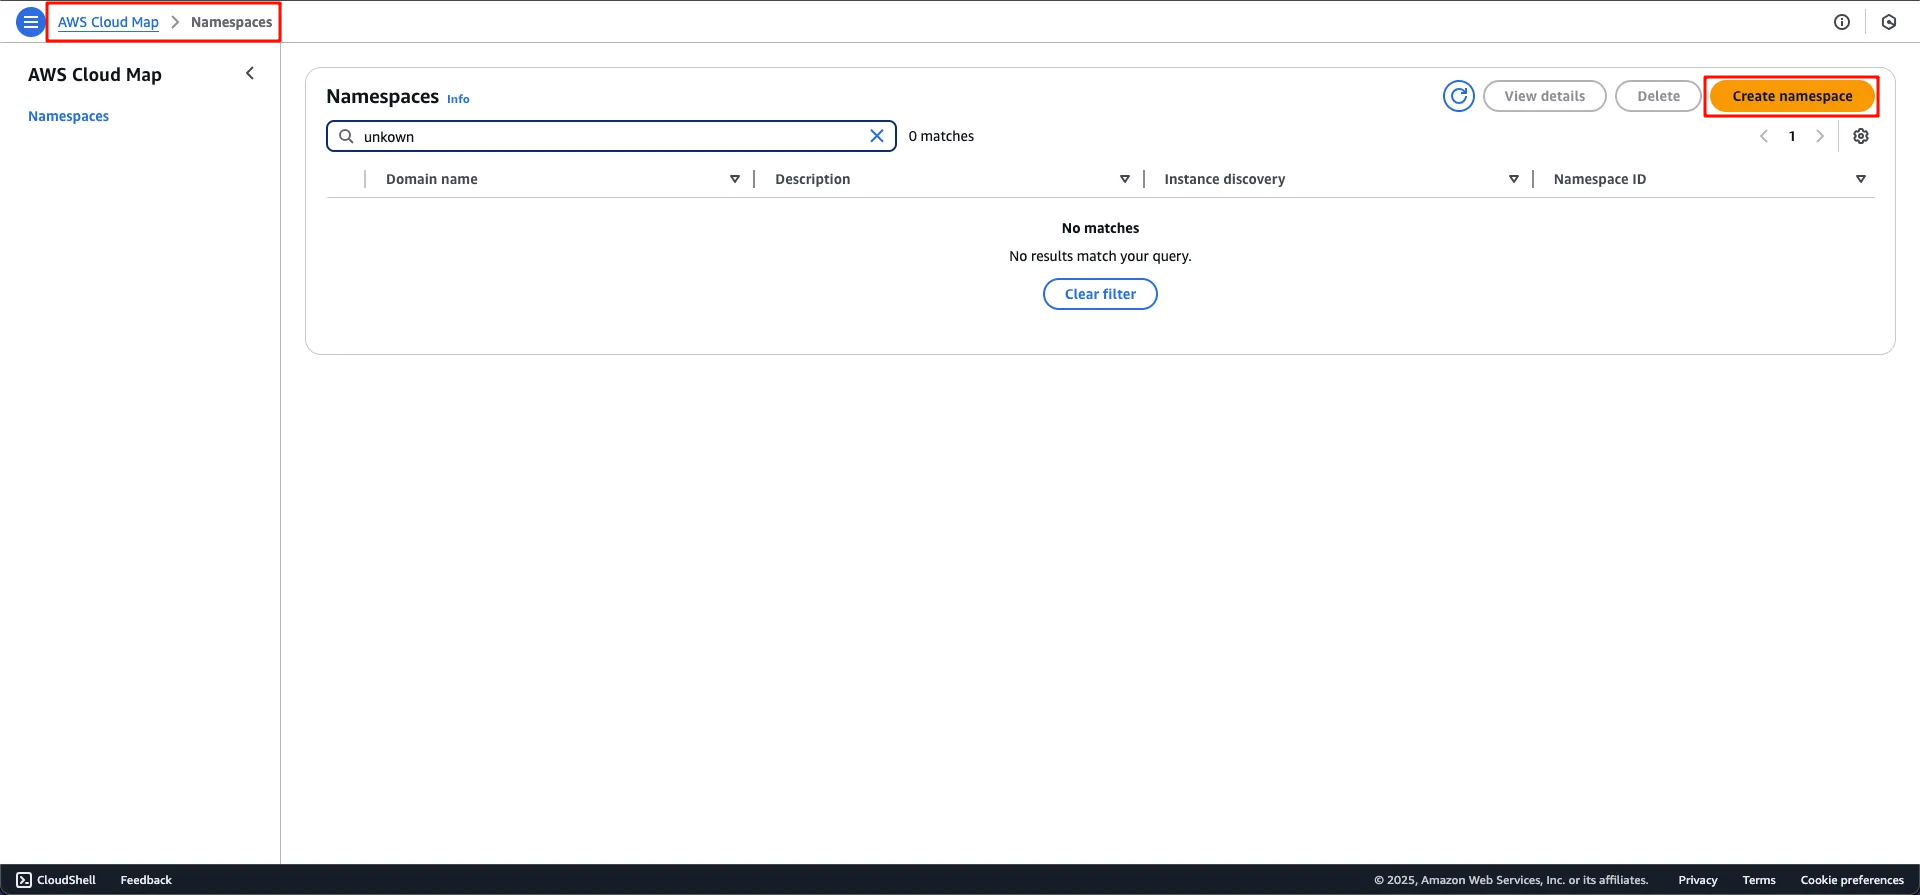 AWS Cloud Map > Namespaces
AWS Cloud Map
Namespaces
Namespaces Info
View details
Delete
Create namespace
unkown
0 matches
1
Domain name
Description
Instance discovery
Namespace ID
No matches
No results match your query.
Clear filter
CloudShell
Feedback
© 2025, Amazon Web Services, Inc. or its affiliates.
Privacy
Terms
Cookie preferences